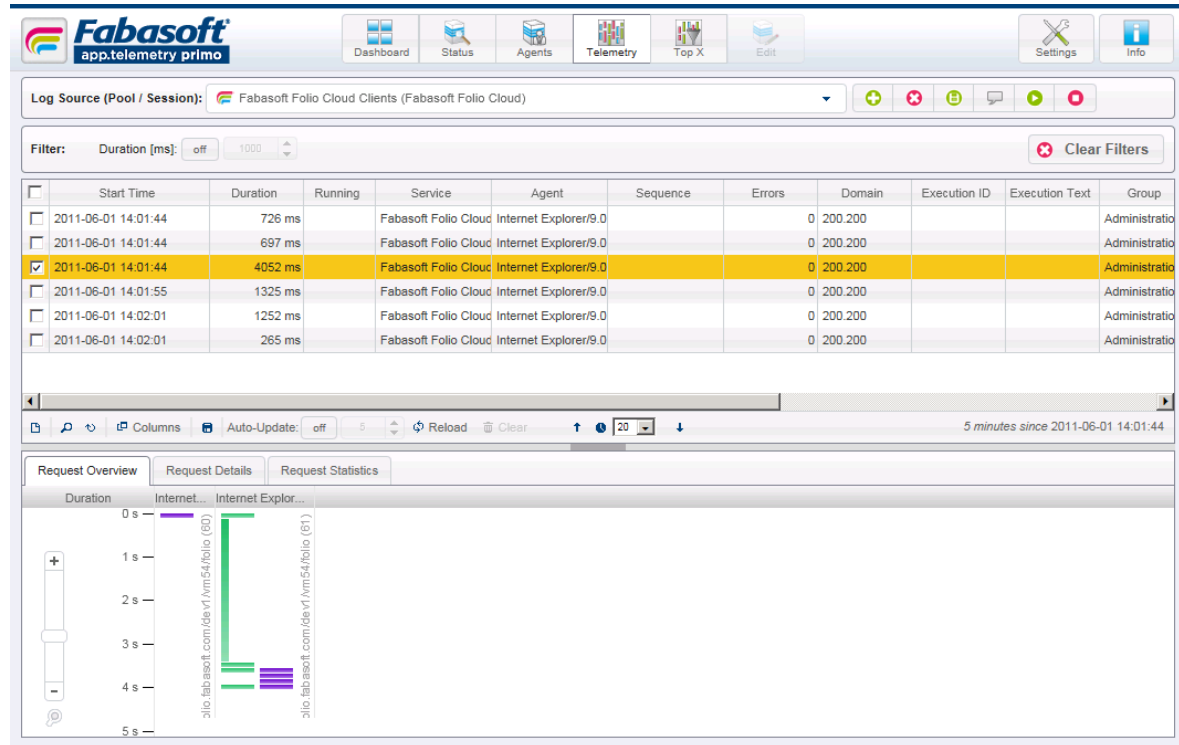 Fabasoft
app.telemetry primo
Dashboard Status Agents Telemetry Top X Edit Settings Info
Log Source (Pool / Session): Fabasoft Folio Cloud Clients (Fabasoft Folio Cloud)
Filter: Duration [ms]: off 1000 Clear Filters
Start Time Duration Running Service Agent Sequence Errors Domain Execution ID Execution Text Group
2011-06-01 14:01:44 726 ms Fabasoft Folio Cloud Internet Explorer/9.0 0 200.200 Administratio
2011-06-01 14:01:44 697 ms Fabasoft Folio Cloud Internet Explorer/9.0 0 200.200 Administratio
2011-06-01 14:01:44 4052 ms Fabasoft Folio Cloud Internet Explorer/9.0 0 200.200 Administratio
2011-06-01 14:01:55 1325 ms Fabasoft Folio Cloud Internet Explorer/9.0 0 200.200 Administratio
2011-06-01 14:02:01 1252 ms Fabasoft Folio Cloud Internet Explorer/9.0 0 200.200 Administratio
2011-06-01 14:02:01 265 ms Fabasoft Folio Cloud Internet Explorer/9.0 0 200.200 Administratio
Columns Auto-Update: off 5 Reload Clear 20 5 minutes since 2011-06-01 14:01:44
Request Overview Request Details Request Statistics
Duration Internet... Internet Explor...
0 s
1 s
2 s
3 s
4 s
5 s
olio.fabasoft.com/dev1/vm54/folio (60)
olio.fabasoft.com/dev1/vm54/folio (61)